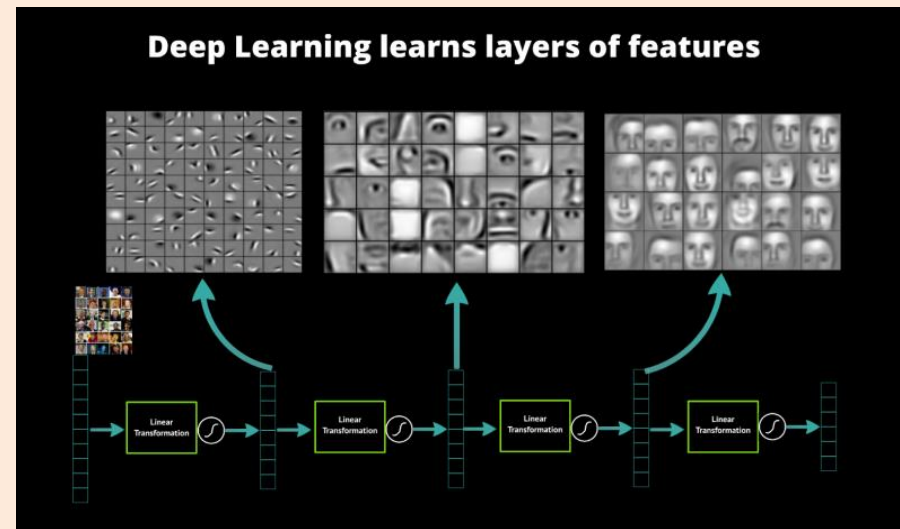 Deep Learning learns layers of features
Linear
Transformation
Linear
Transformation
Linear
Transformation
Linear
Transformation